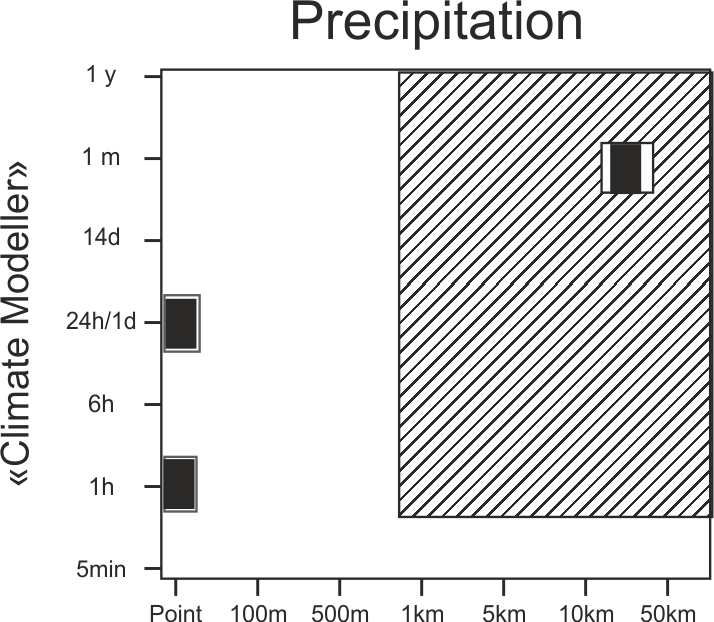 Precipitation
«Climate Modeller»
1 y
1 m
14d
24h/1d
6h
1h
5min
Point 100m 500m 1km 5km 10km 50km